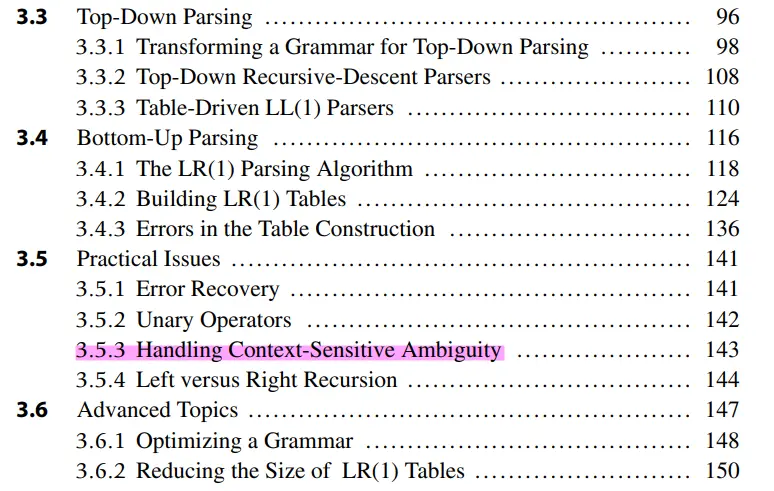 3.3 Top-Down Parsing ................................................ 96
3.3.1 Transforming a Grammar for Top-Down Parsing ........... 98
3.3.2 Top-Down Recursive-Descent Parsers ....................... 108
3.3.3 Table-Driven LL(1) Parsers .................................. 110
3.4 Bottom-Up Parsing ................................................ 116
3.4.1 The LR(1) Parsing Algorithm ................................ 118
3.4.2 Building LR(1) Tables ........................................ 124
3.4.3 Errors in the Table Construction ............................. 136
3.5 Practical Issues ..................................................... 141
3.5.1 Error Recovery ............................................... 141
3.5.2 Unary Operators ............................................. 142
3.5.3 Handling Context-Sensitive Ambiguity ...................... 143
3.5.4 Left versus Right Recursion .................................. 144
3.6 Advanced Topics ................................................... 147
3.6.1 Optimizing a Grammar ...................................... 148
3.6.2 Reducing the Size of LR(1) Tables .......................... 150